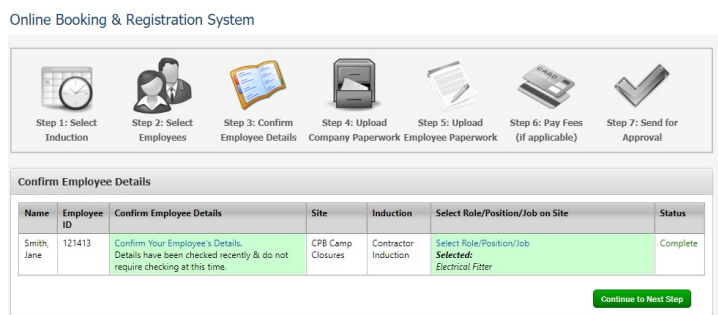 Online Booking & Registration System
CARD
Step 1: Select
Induction
Step 2: Select
Employees
Step 3: Confirm
Employee Details
Step 4: Upload
Company Paperwork
Step 5: Upload
Employee Paperwork
Step 6: Pay Fees
(if applicable)
Step 7: Send for
Approval
Confirm Employee Details
Name
Employee
ID
Confirm Employee Details
Site
Induction
Select Role/Position/Job on Site
Status
Smith,
Jane
121413
Confirm Your Employee's Details.
Details have been checked recently & do not
require checking at this time.
CPB Camp
Closures
Contractor
Induction
Select Role/Position/Job
Selected:
Electrical Fitter
Complete
Continue to Next Step